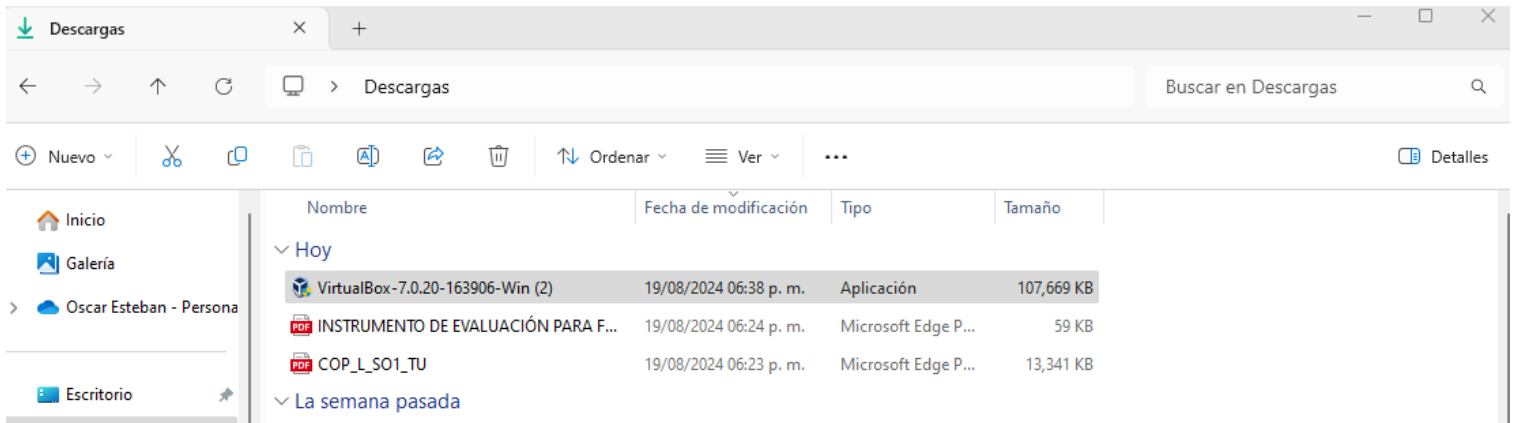 Descargas
Descargas
Buscar en Descargas
Nuevo
Ordenar
Ver
Detalles
Inicio
Galería
Oscar Esteban - Persona
Escritorio
Nombre Fecha de modificación Tipo Tamaño
Hoy
VirtualBox-7.0.20-163906-Win (2) 19/08/2024 06:38 p. m. Aplicación 107,669 KB
PDF INSTRUMENTO DE EVALUACIÓN PARA F... 19/08/2024 06:24 p. m. Microsoft Edge P... 59 KB
PDF COP_L_SO1_TU 19/08/2024 06:23 p. m. Microsoft Edge P... 13,341 KB
La semana pasada